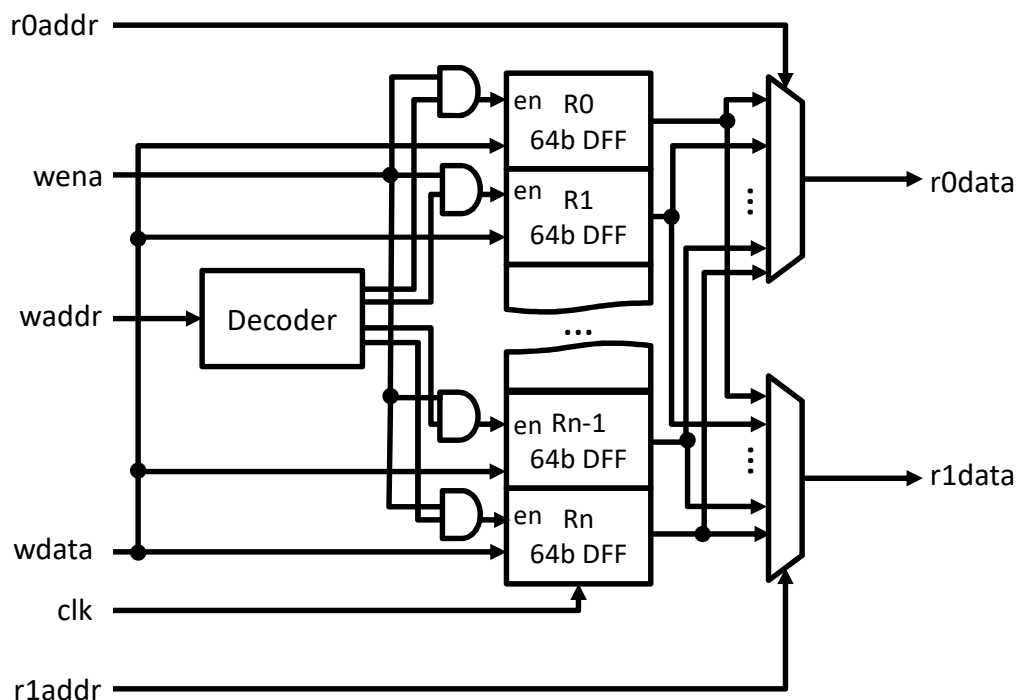 r0addr
en R0
64b DFF
wena
en R1
64b DFF
r0data
...
waddr
Decoder
...
en Rn-1
64b DFF
...
r1data
en Rn
64b DFF
wdata
clk
r1addr